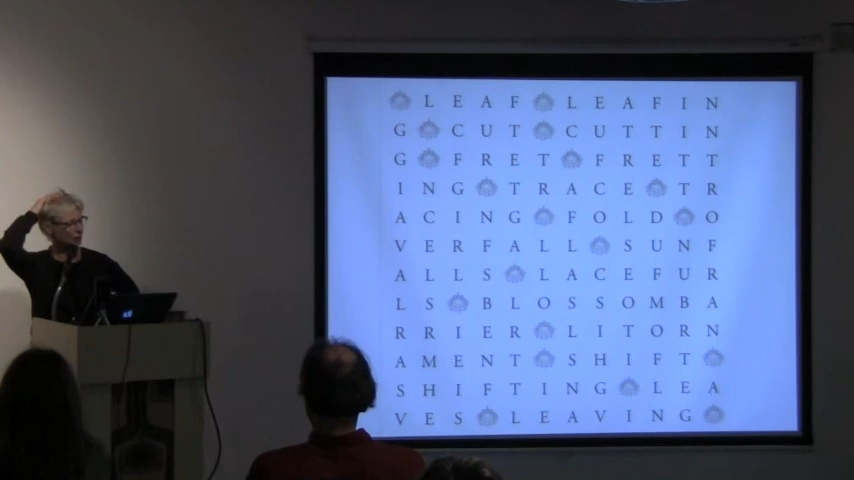 L E A F L E A F I N
G C U T C U T T I N
G F R E T F R E T T
I N G T R A C E T R
A C I N G F O L D O
V E R F A L L S U N F
A L L S L A C E F U R
L S B L O S S O M B A
R R I E R L I T O R N
A M E N T S H I F T
S H I F T I N G L E A
V E S L E A V I N G